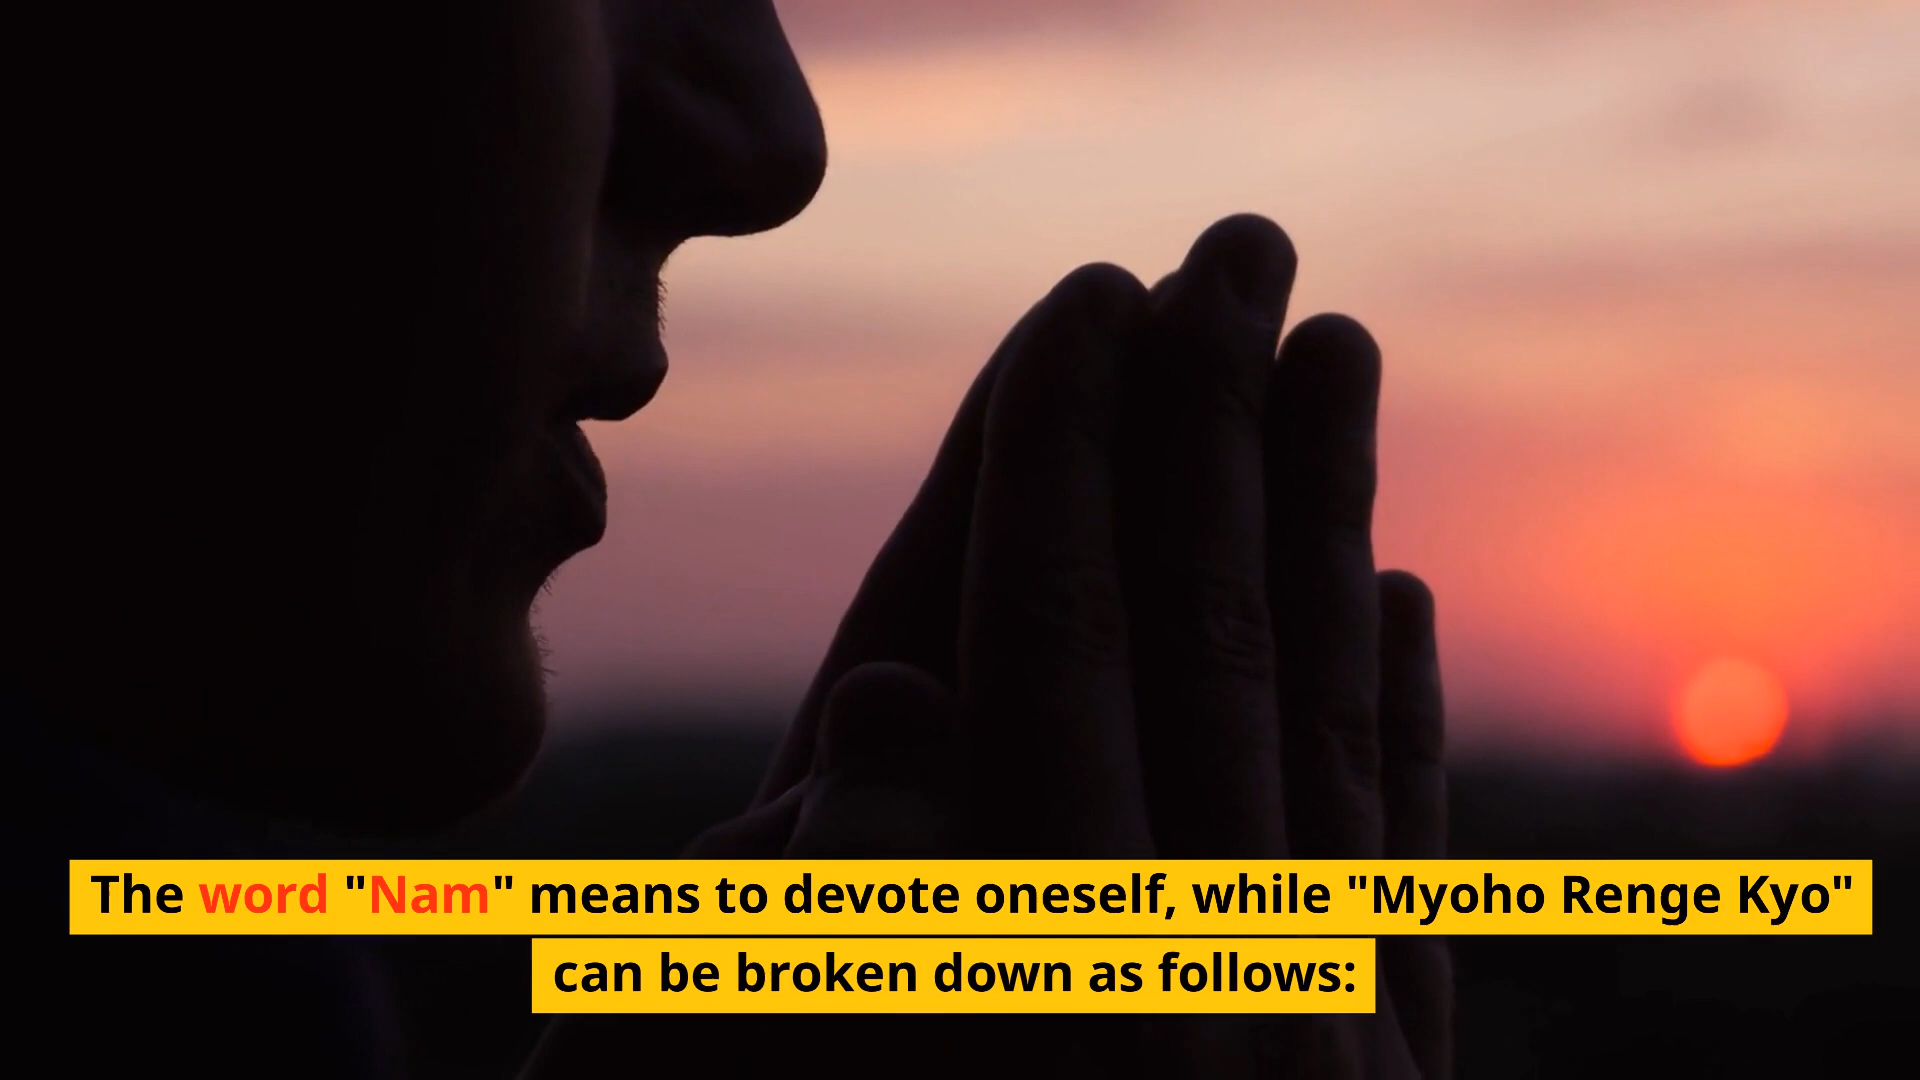 The word "Nam" means to devote oneself, while "Myoho Renge Kyo"
can be broken down as follows: